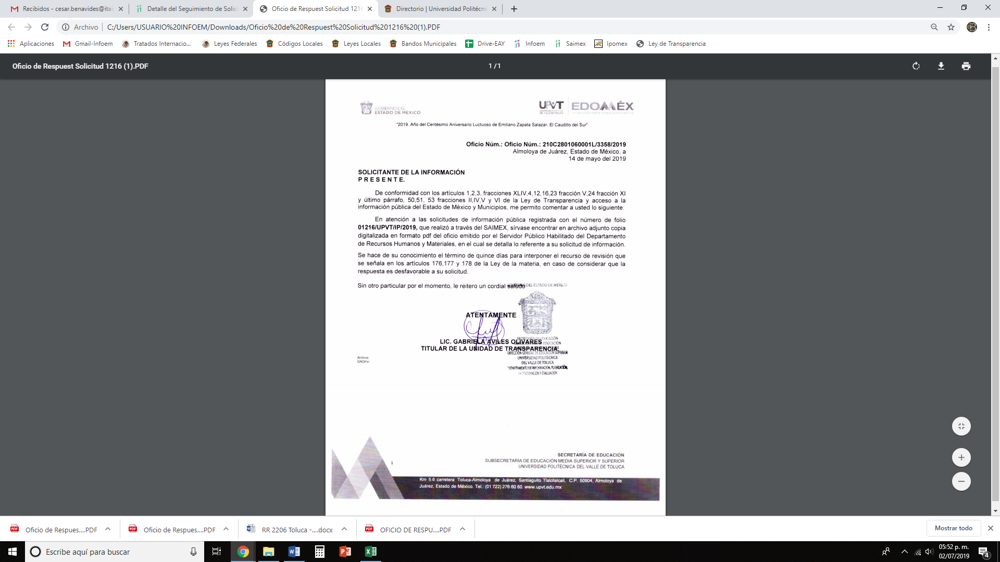 Recibidos - cesar.benavides@itai
Detalle del Seguimiento de Solici
Oficio de Respuest Solicitud 1216
Directorio | Universidad Politécni
Archivo
C:/Users/USUARIO%20INFOEM/Downloads/Oficio%20de%20Respuest%20Solicitud%201216%20(1).PDF
Aplicaciones
Gmail-Infoem
Tratados Internacio...
Leyes Federales
Códigos Locales
Leyes Locales
Bandos Municipales
Drive-EAY
Infoem
Saimex
Ipomex
Ley de Transparencia
Oficio de Respuest Solicitud 1216 (1).PDF
1 / 1
GOBIERNO DEL
ESTADO DE MÉXICO
UPVT
UNIVERSIDAD POLITÉCNICA
DEL VALLE DE TOLUCA
EDOMÉX
"2019. Año del Centésimo Aniversario Luctuoso de Emiliano Zapata Salazar. El Caudillo del Sur"
Oficio Núm.: Oficio Núm.: 210C2801060001L/3358/2019
Almoloya de Juárez, Estado de México, a
14 de mayo del 2019
SOLICITANTE DE LA INFORMACIÓN
P R E S E N T E.
De conformidad con los artículos 1,2,3, fracciones XLIV,4,12,16,23 fracción V,24 fracción XI
y último párrafo, 50,51, 53 fracciones II,IV,V y VI de la Ley de Transparencia y acceso a la
información pública del Estado de México y Municipios, me permito comentar a usted lo siguiente:
En atención a las solicitudes de información pública registrada con el número de folio
01216/UPVT/IP/2019, que realizó a través del SAIMEX, sírvase encontrar en archivo adjunto copia
digitalizada en formato pdf del oficio emitido por el Servidor Público Habilitado del Departamento
de Recursos Humanos y Materiales, en el cual se detalla lo referente a su solicitud de información.
Se hace de su conocimiento el término de quince días para interponer el recurso de revisión que
se señala en los artículos 176,177 y 178 de la Ley de la materia, en caso de considerar que la
respuesta es desfavorable a su solicitud.
Sin otro particular por el momento, le reitero un cordial saludo
GOBIERNO DEL ESTADO DE MÉXICO
ATENTAMENTE
LIC. GABRIELA AVILES OLIVARES
TITULAR DE LA UNIDAD DE TRANSPARENCIA.
SECRETARÍA DE EDUCACIÓN
DIRECCIÓN GENERAL DE EDUCACIÓN SUPERIOR
UNIVERSIDAD POLITÉCNICA
DEL VALLE DE TOLUCA
DEPARTAMENTO DE INFORMACIÓN, PLANEACIÓN,
PROGRAMACIÓN Y EVALUACIÓN
Archivo
GAO/rvi
1
SECRETARÍA DE EDUCACIÓN
SUBSECRETARÍA DE EDUCACIÓN MEDIA SUPERIOR Y SUPERIOR
UNIVERSIDAD POLITÉCNICA DEL VALLE DE TOLUCA
Km 5.6 carretera Toluca-Almoloya de Juárez, Santiaguito Tlalcilalcali, C.P. 50904, Almoloya de
Juárez, Estado de México. Tel.: (01 722) 276 60 60. www.upvt.edu.mx
Oficio de Respues....PDF
Oficio de Respues....PDF
RR 2206 Toluca -....docx
OFICIO DE RESPU....PDF
Mostrar todo
Escribe aquí para buscar
05:52 p. m.
02/07/2019
4